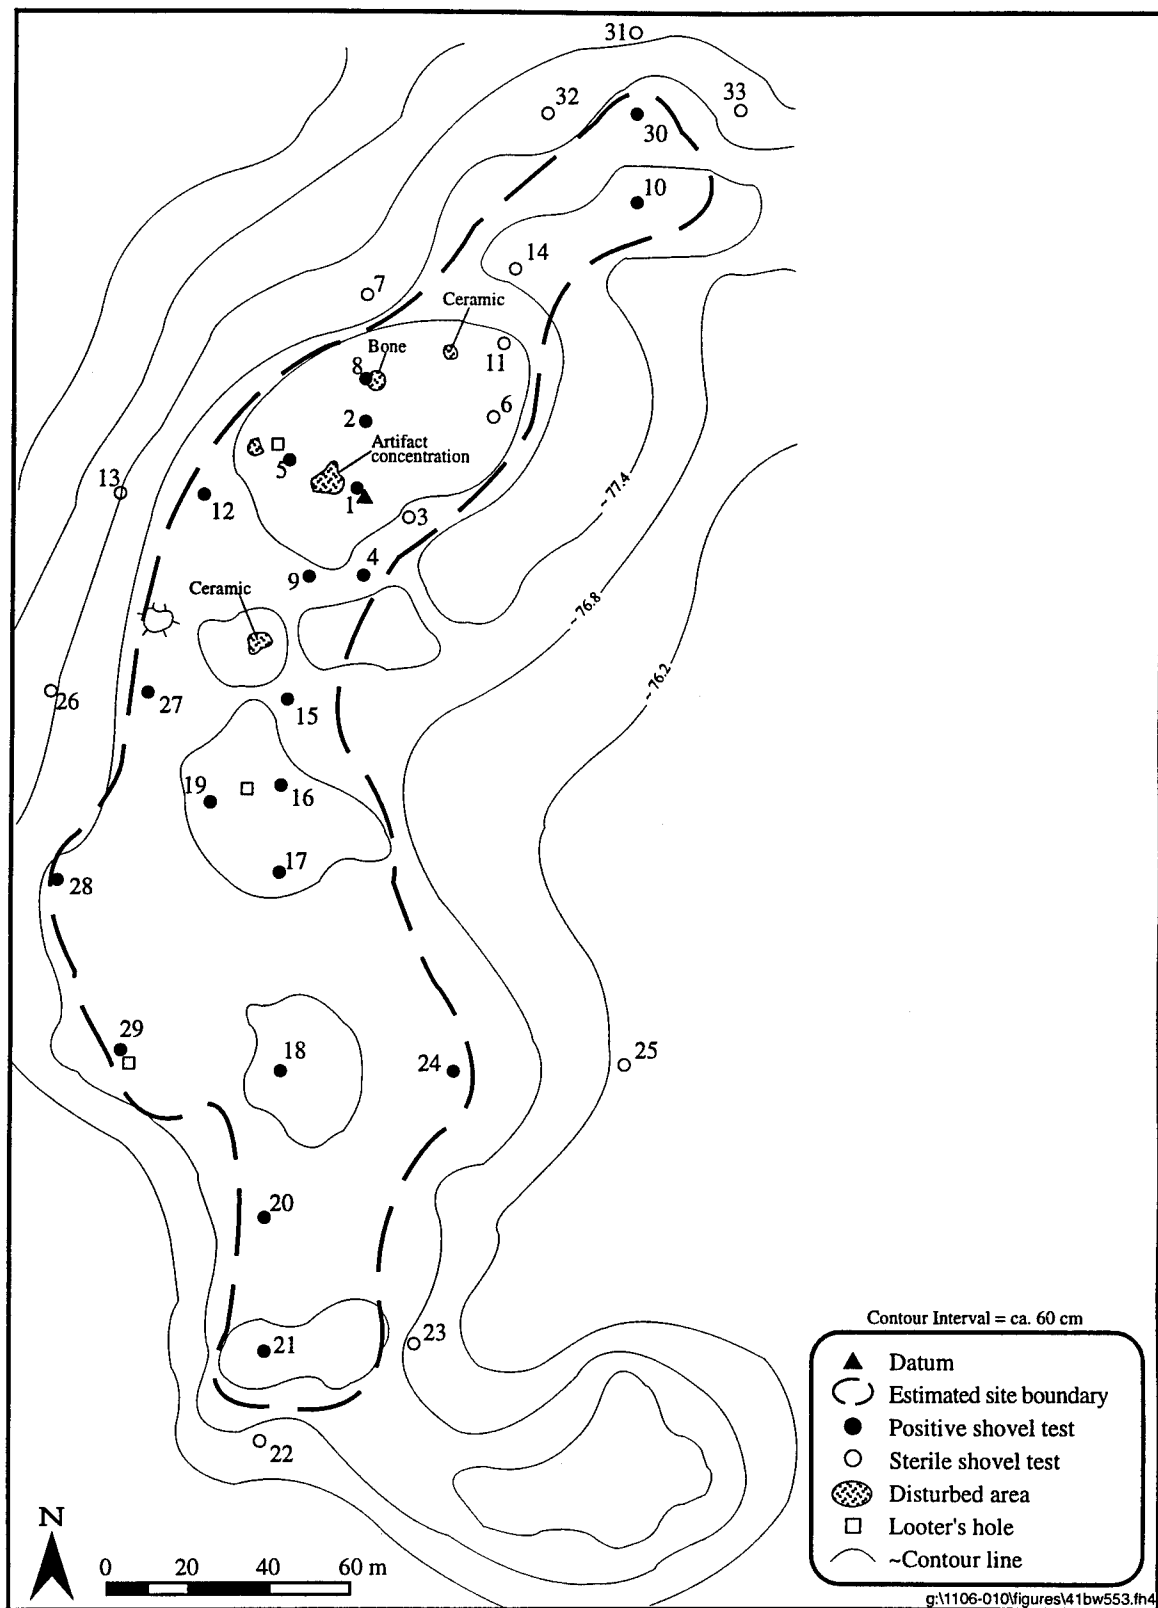 31
32
33
30
10
14
7
Ceramic
11
Bone
8
6
2
Artifact
concentration
5
~ 77.4
13
12
1
3
4
9
Ceramic
~ 76.8
~ 76.2
26
27
15
19
16
17
28
29
18
24
25
20
23
21
Contour Interval = ca. 60 cm
Datum
Estimated site boundary
Positive shovel test
22
Sterile shovel test
Disturbed area
N
Looter's hole
0 20 40 60 m
~Contour line
g:\1106-010\figures\41bw553.fh4